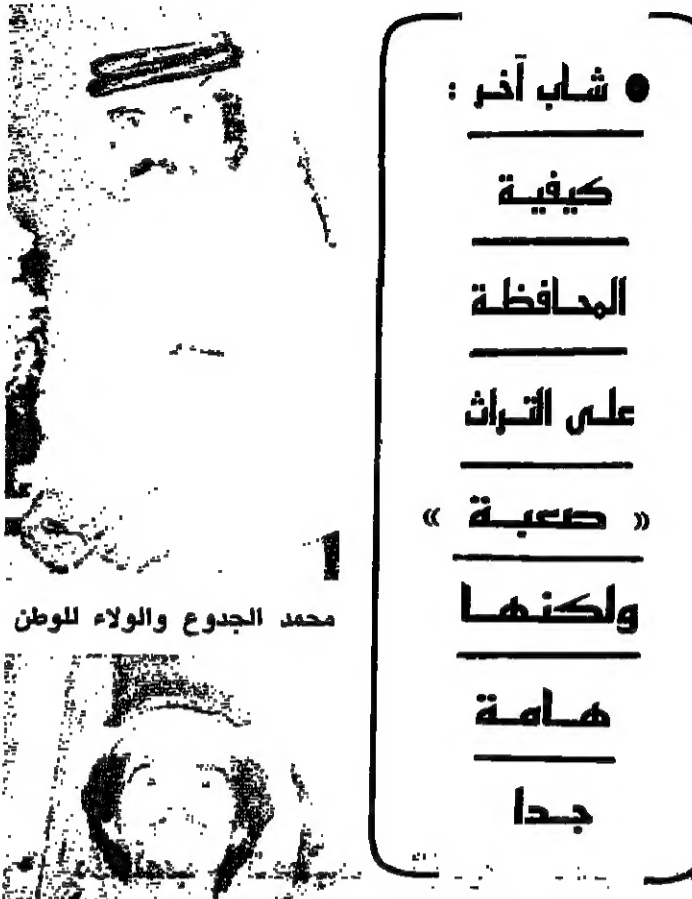 ● شاب آخر :
كيفية
المحافظة
على التراث
« صعبة »
ولكنها
هامة
جدا
محمد الجدوع والولاء للوطن